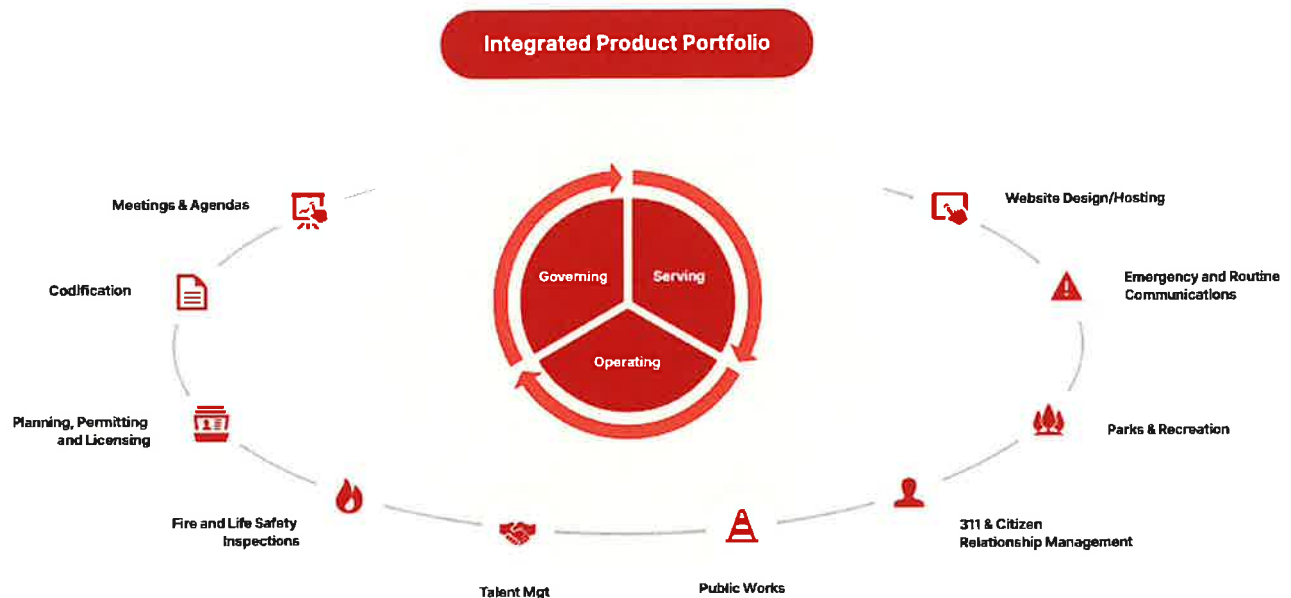 Integrated Product Portfolio
Meetings & Agendas
Website Design/Hosting
Governing
Serving
Operating
Codification
Emergency and Routine
Communications
Planning, Permitting
and Licensing
Parks & Recreation
Fire and Life Safety
Inspections
311 & Citizen
Relationship Management
Talent Mgt
Public Works